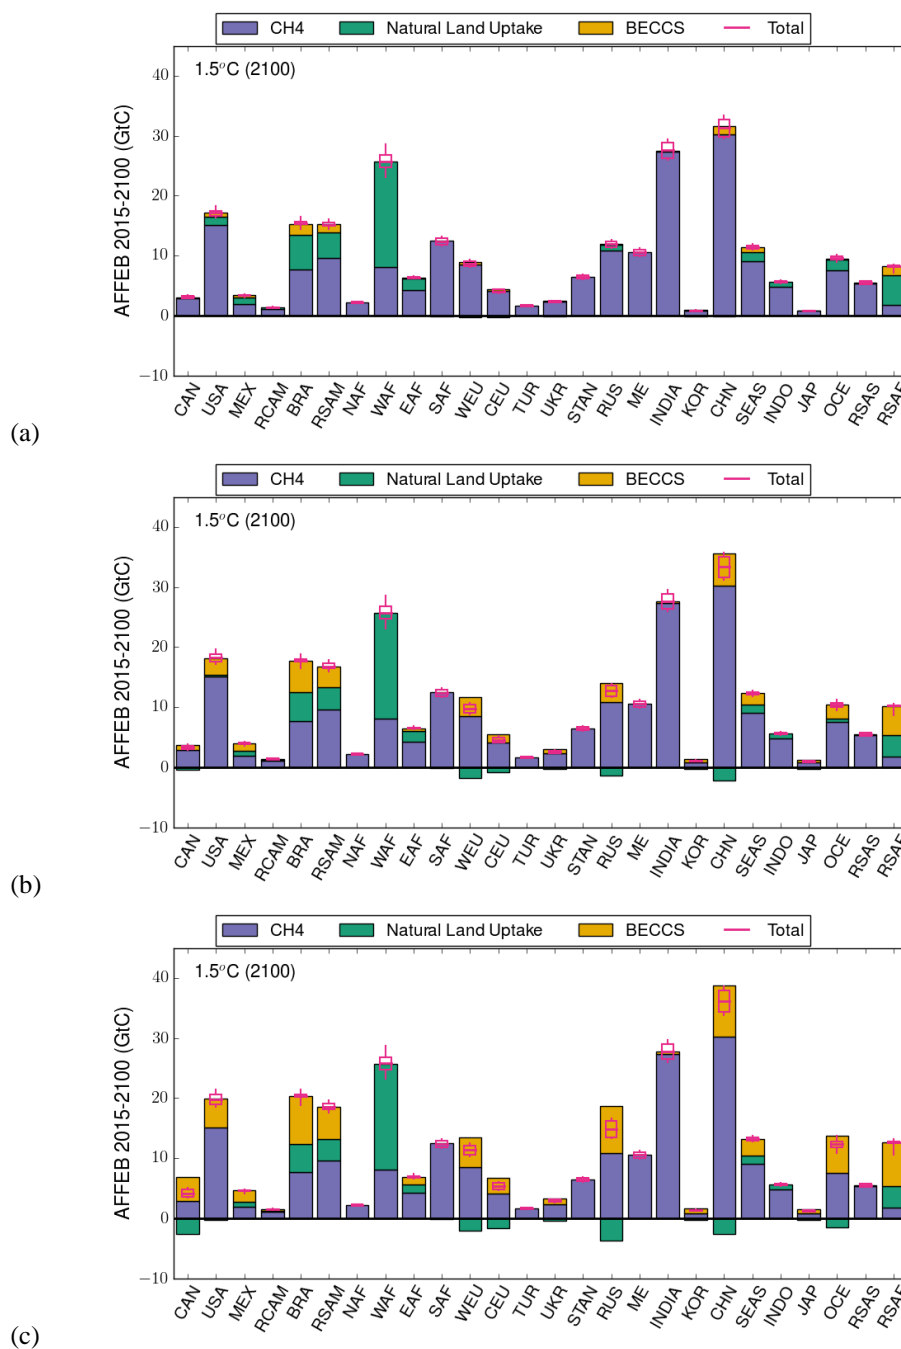 CH4 Natural Land Uptake BECCS Total
1.5°C (2100)
AFFEB 2015-2100 (GtC)
40
30
20
10
0
−10
CAN USA MEX RCAM BRA RSAM NAF WAF EAF SAF WEU CEU TUR UKR STAN RUS ME INDIA KOR CHN SEAS INDO JAP OCE RSAS RSAF
(a)
CH4 Natural Land Uptake BECCS Total
1.5°C (2100)
AFFEB 2015-2100 (GtC)
40
30
20
10
0
−10
CAN USA MEX RCAM BRA RSAM NAF WAF EAF SAF WEU CEU TUR UKR STAN RUS ME INDIA KOR CHN SEAS INDO JAP OCE RSAS RSAF
(b)
CH4 Natural Land Uptake BECCS Total
1.5°C (2100)
AFFEB 2015-2100 (GtC)
40
30
20
10
0
−10
CAN USA MEX RCAM BRA RSAM NAF WAF EAF SAF WEU CEU TUR UKR STAN RUS ME INDIA KOR CHN SEAS INDO JAP OCE RSAS RSAF
(c)